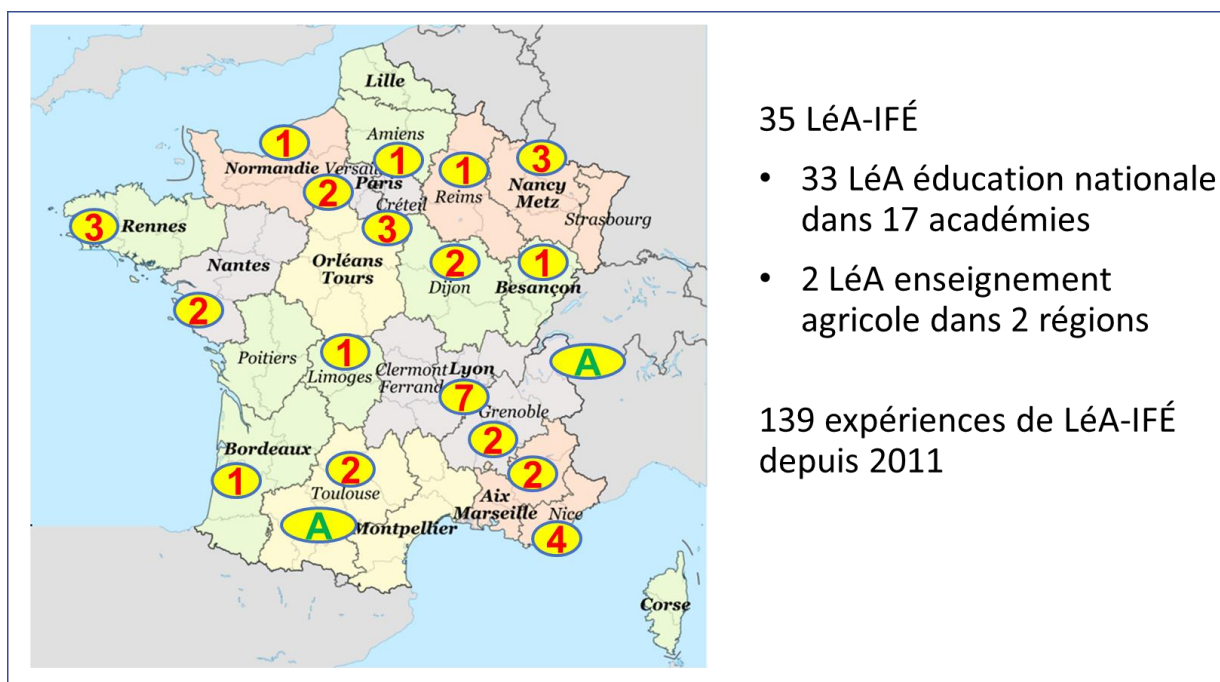 Lille
Amiens
1
1
1
3
Normandie
Versail
Paris
2
Reims
Nancy
Metz
Créteil
Strasbourg
3
Rennes
3
Nantes
Orléans
Tours
2
Dijon
1
Besançon
2
Poitiers
1
Limoges
Clermont
Ferrand
Lyon
A
7
Grenoble
2
Bordeaux
1
2
Toulouse
2
Aix
Marseille
Nice
A
Montpellier
4
Corse
35 LéA-IFÉ
• 33 LéA éducation nationale
dans 17 académies
• 2 LéA enseignement
agricole dans 2 régions
139 expériences de LéA-IFÉ
depuis 2011